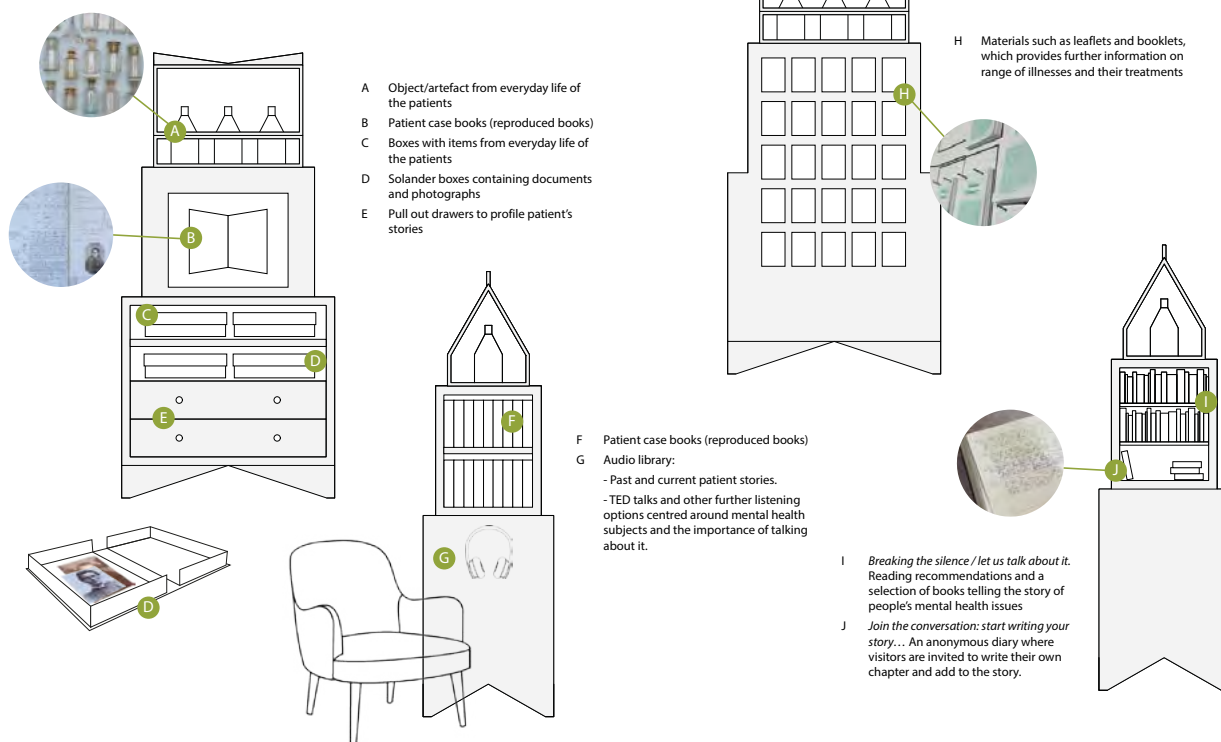 A Object/artefact from everyday life of
the patients
B Patient case books (reproduced books)
C Boxes with items from everyday life of
the patients
D Solander boxes containing documents
and photographs
E Pull out drawers to profile patient's
stories
A
B
C
D
E
D
F Patient case books (reproduced books)
G Audio library:
- Past and current patient stories.
- TED talks and other further listening
options centred around mental health
subjects and the importance of talking
about it.
F
G
H Materials such as leaflets and booklets,
which provides further information on
range of illnesses and their treatments
H
I
J
I Breaking the silence / let us talk about it.
Reading recommendations and a
selection of books telling the story of
people's mental health issues
J Join the conversation: start writing your
story… An anonymous diary where
visitors are invited to write their own
chapter and add to the story.